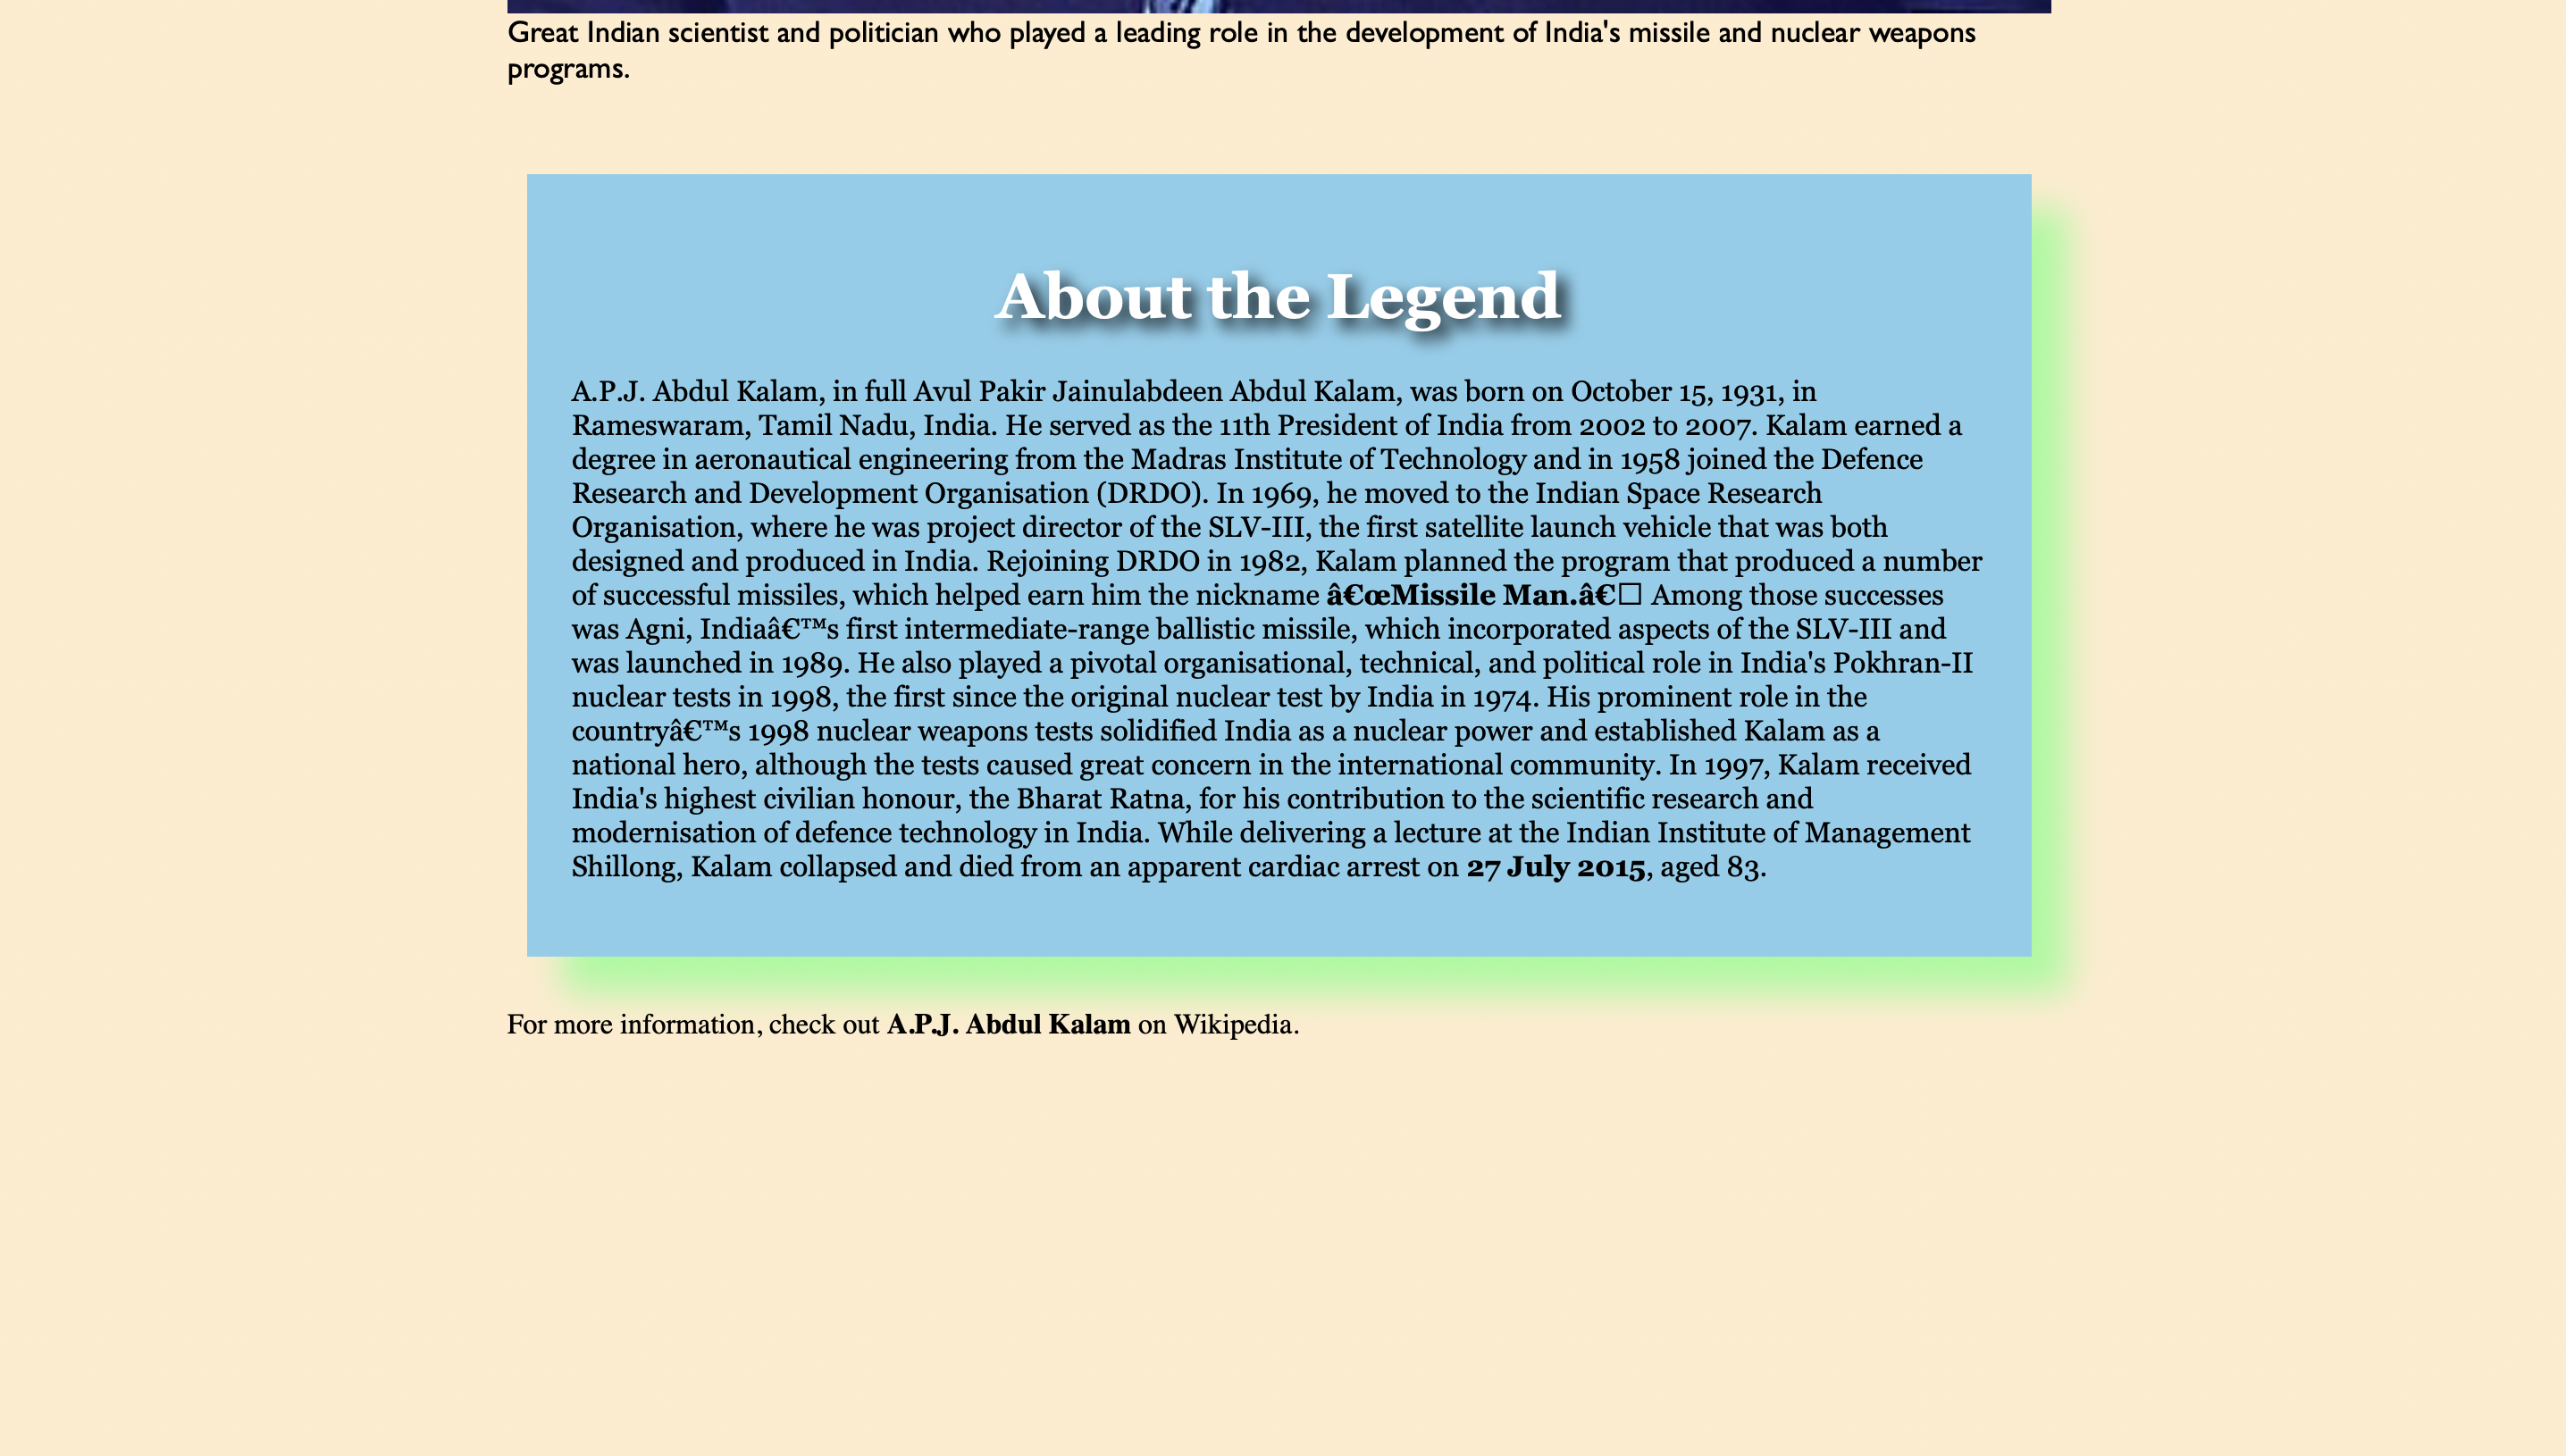 Great Indian scientist and politician who played a leading role in the development of India's missile and nuclear weapons
programs.
About the Legend
A.P.J. Abdul Kalam, in full Avul Pakir Jainulabdeen Abdul Kalam, was born on October 15, 1931, in
Rameswaram, Tamil Nadu, India. He served as the 11th President of India from 2002 to 2007. Kalam earned a
degree in aeronautical engineering from the Madras Institute of Technology and in 1958 joined the Defence
Research and Development Organisation (DRDO). In 1969, he moved to the Indian Space Research
Organisation, where he was project director of the SLV-III, the first satellite launch vehicle that was both
designed and produced in India. Rejoining DRDO in 1982, Kalam planned the program that produced a number
of successful missiles, which helped earn him the nickname â€œMissile Man.â€□ Among those successes
was Agni, Indiaâ€™s first intermediate-range ballistic missile, which incorporated aspects of the SLV-III and
was launched in 1989. He also played a pivotal organisational, technical, and political role in India's Pokhran-II
nuclear tests in 1998, the first since the original nuclear test by India in 1974. His prominent role in the
countryâ€™s 1998 nuclear weapons tests solidified India as a nuclear power and established Kalam as a
national hero, although the tests caused great concern in the international community. In 1997, Kalam received
India's highest civilian honour, the Bharat Ratna, for his contribution to the scientific research and
modernisation of defence technology in India. While delivering a lecture at the Indian Institute of Management
Shillong, Kalam collapsed and died from an apparent cardiac arrest on 27 July 2015, aged 83.
For more information, check out A.P.J. Abdul Kalam on Wikipedia.